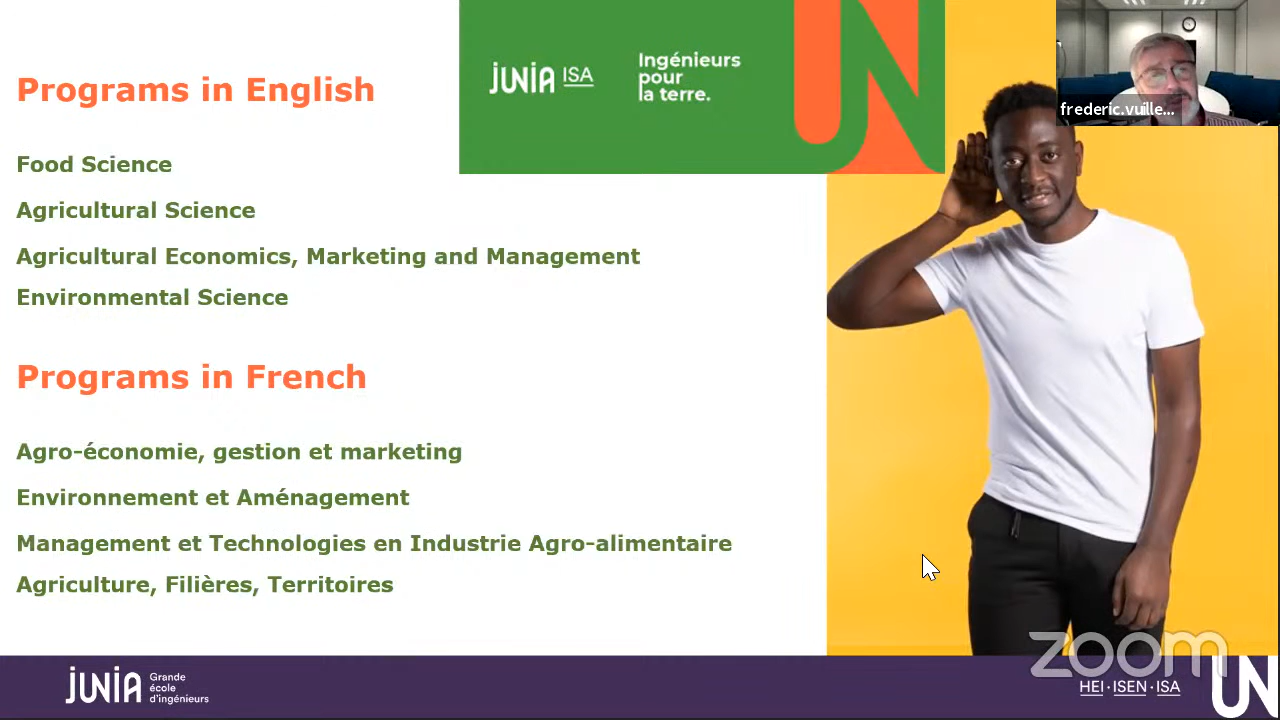 Programs in English
Food Science
Agricultural Science
Agricultural Economics, Marketing and Management
Environmental Science
Programs in French
Agro-économie, gestion et marketing
Environnement et Aménagement
Management et Technologies en Industrie Agro-alimentaire
Agriculture, Filières, Territoires
JUNIA ISA
Ingénieurs
pour
la terre.
UN
frederic.vuille...
JUNIA
Grande
école
d'ingénieurs
zoom
HEI·ISEN·ISA
UN